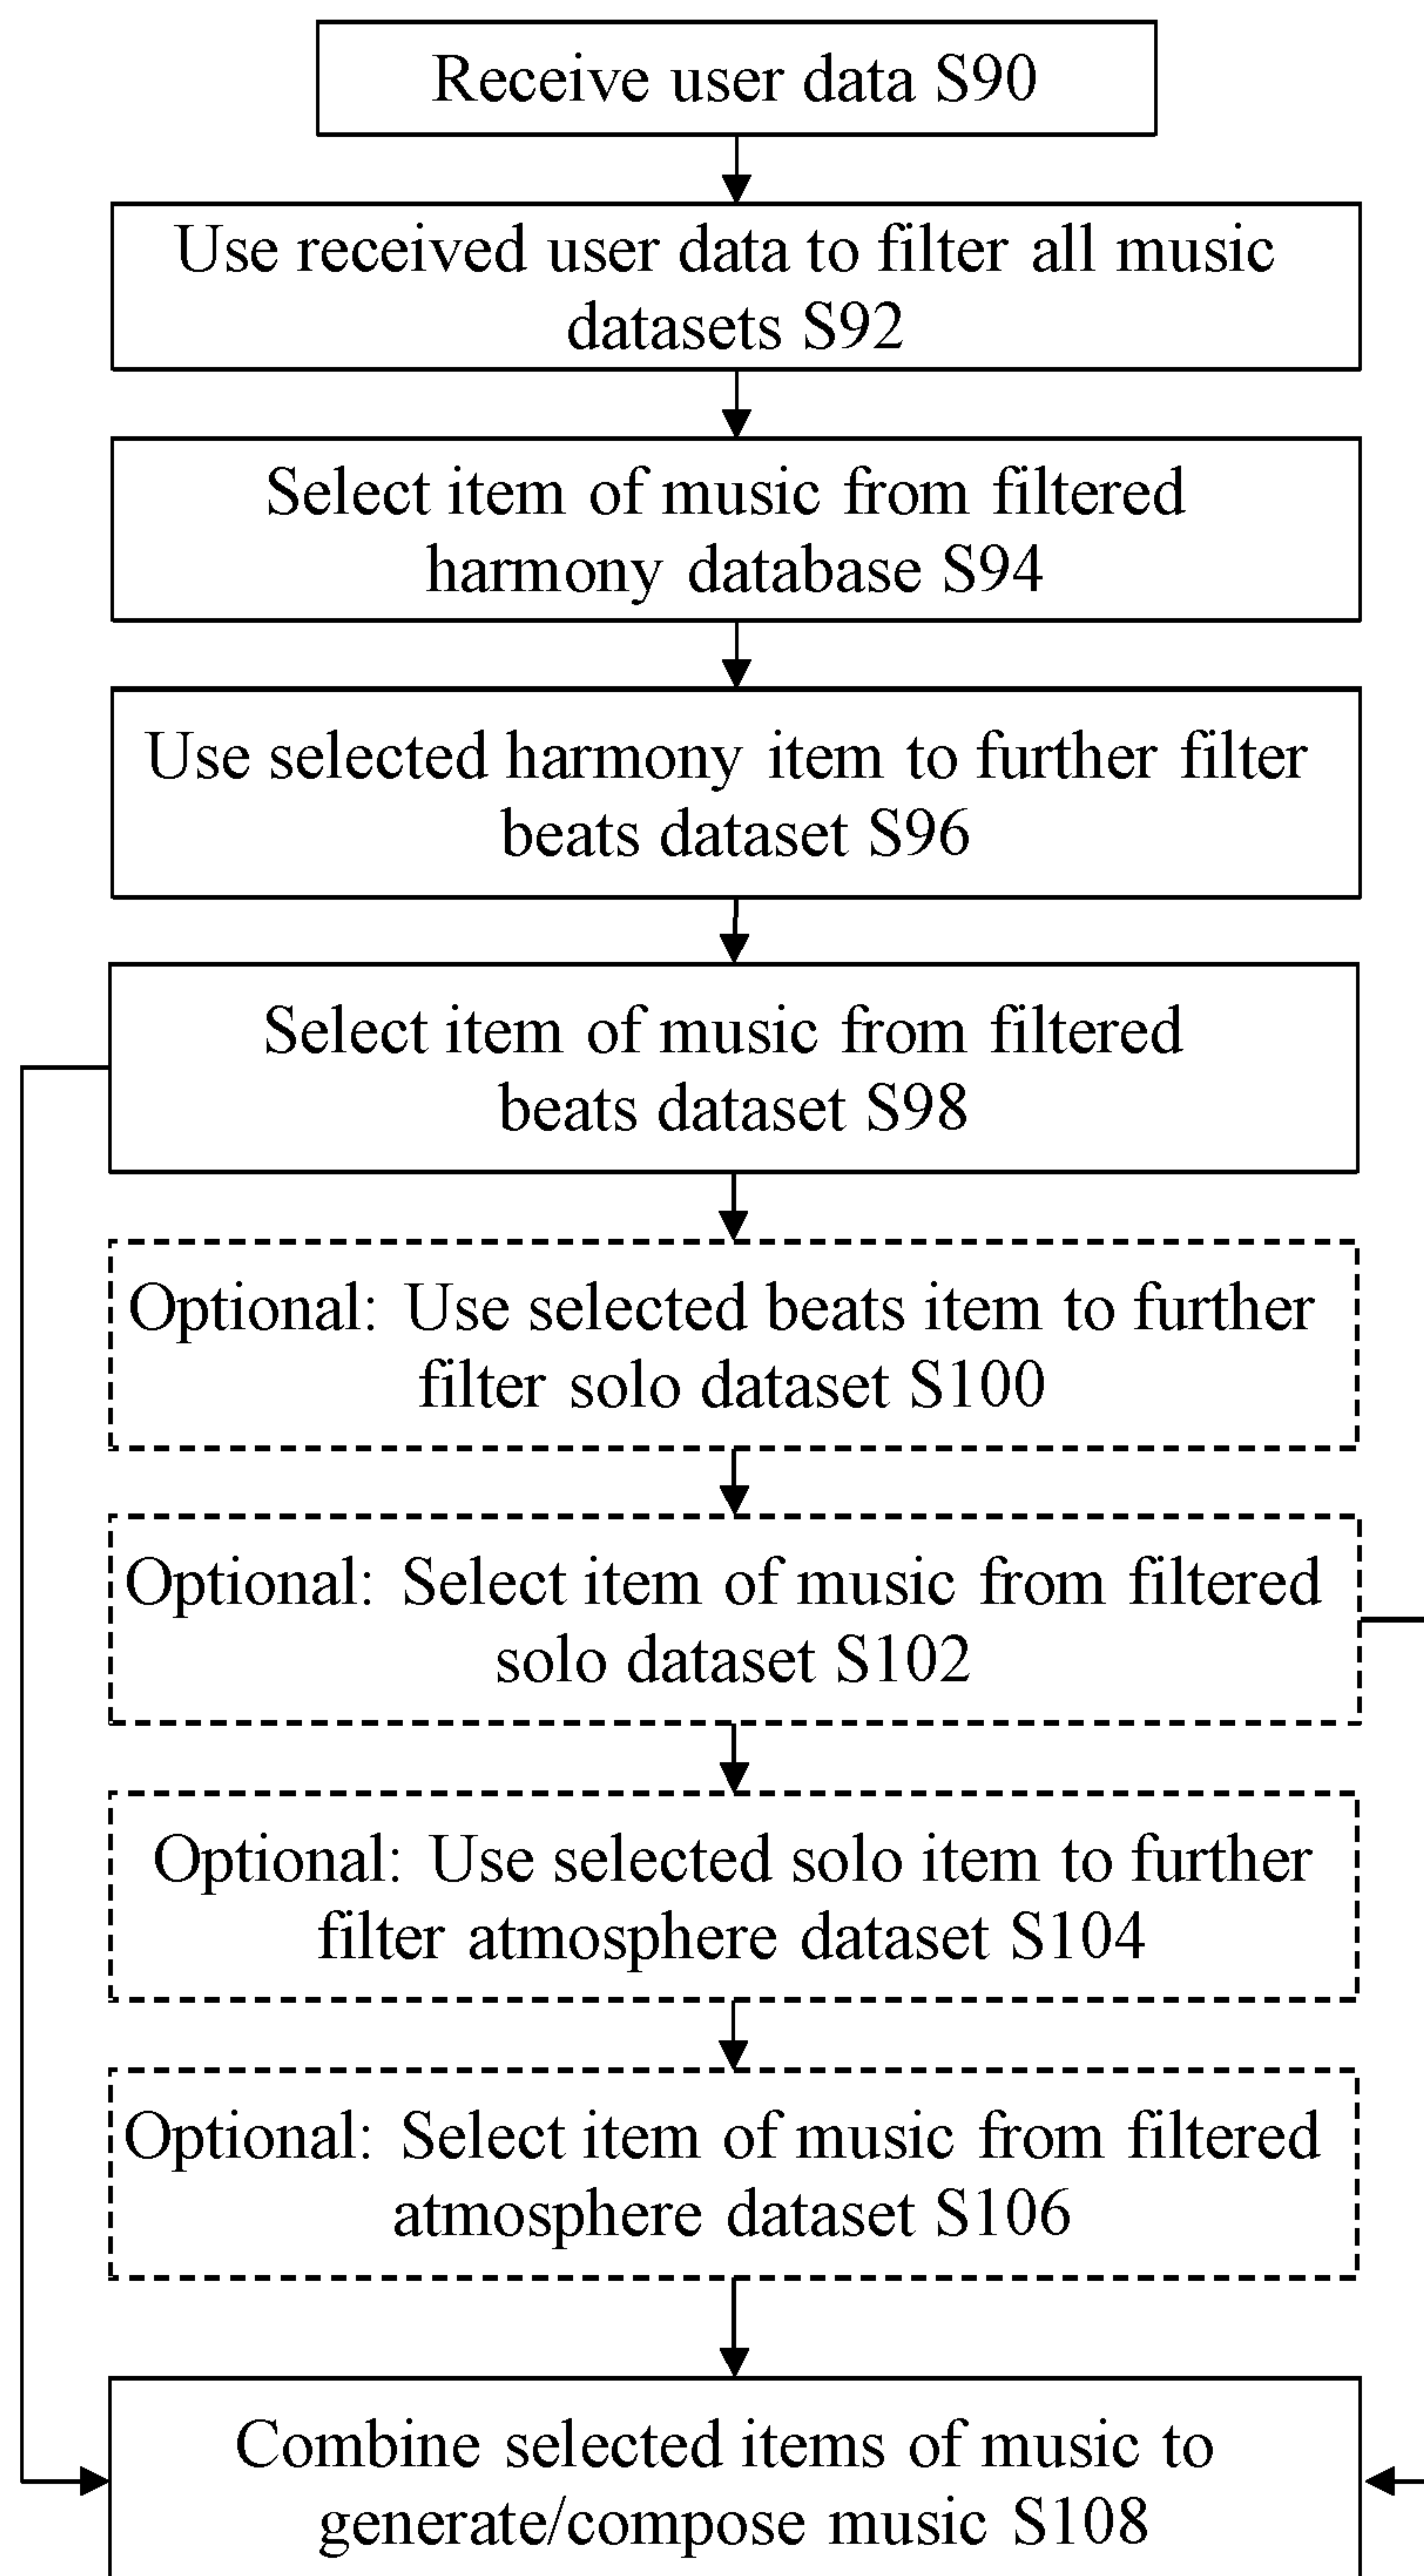 Receive user data S90
Use received user data to filter all music
datasets S92
Select item of music from filtered
harmony database S94
Use selected harmony item to further filter
beats dataset S96
Select item of music from filtered
beats dataset S98
Optional: Use selected beats item to further
filter solo dataset S100
Optional: Select item of music from filtered
solo dataset S102
Optional: Use selected solo item to further
filter atmosphere dataset S104
Optional: Select item of music from filtered
atmosphere dataset S106
Combine selected items of music to
generate/compose music S108